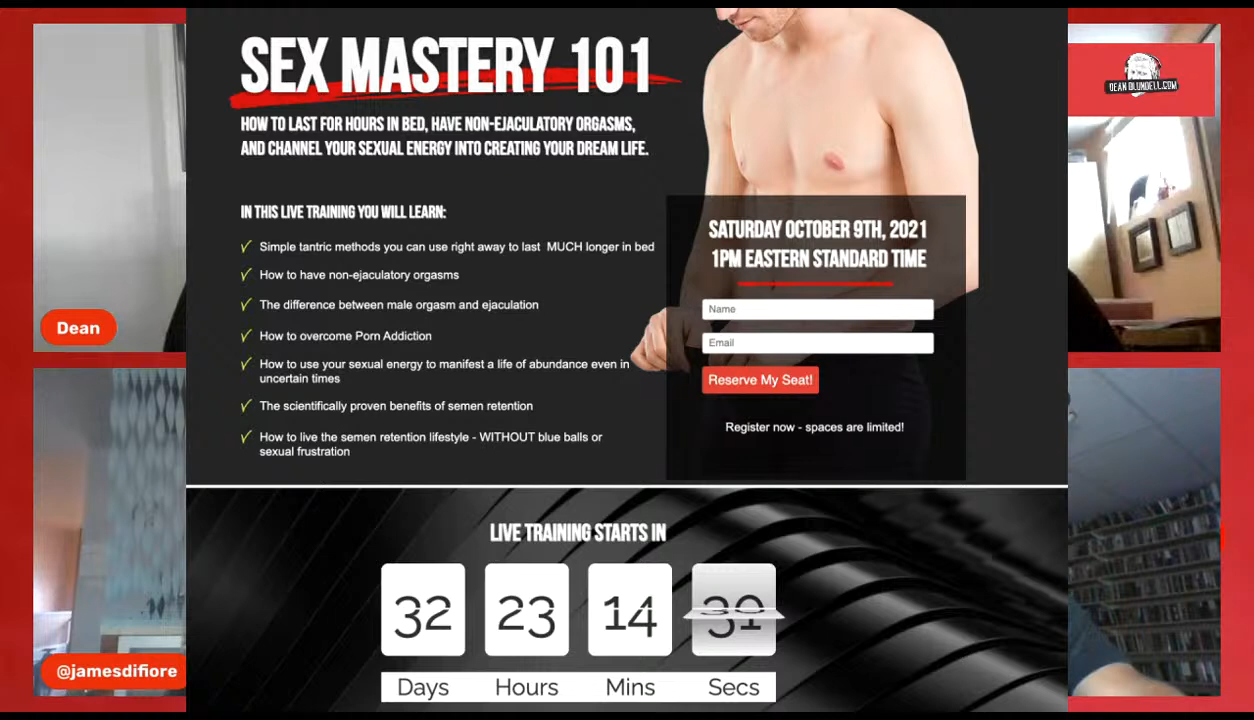 SEX MASTERY 101
HOW TO LAST FOR HOURS IN BED, HAVE NON-EJACULATORY ORGASMS,
AND CHANNEL YOUR SEXUAL ENERGY INTO CREATING YOUR DREAM LIFE.
IN THIS LIVE TRAINING YOU WILL LEARN:
Simple tantric methods you can use right away to last MUCH longer in bed
How to have non-ejaculatory orgasms
The difference between male orgasm and ejaculation
How to overcome Porn Addiction
How to use your sexual energy to manifest a life of abundance even in
uncertain times
The scientifically proven benefits of semen retention
How to live the semen retention lifestyle - WITHOUT blue balls or
sexual frustration
SATURDAY OCTOBER 9TH, 2021
1PM EASTERN STANDARD TIME
Name
Email
Reserve My Seat!
Register now - spaces are limited!
LIVE TRAINING STARTS IN
32 23 14
Days Hours Mins Secs
Dean
@jamesdifiore
DEAN BLUNDELL.COM